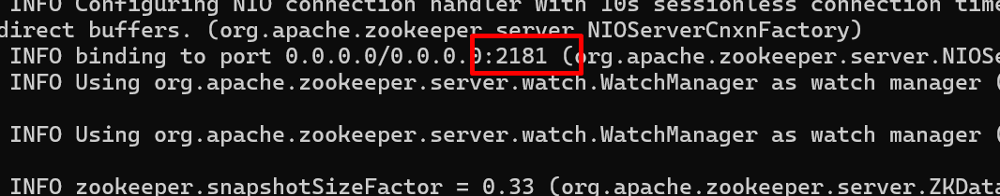 INFO Configuring NIO connection handler with 10s sessionless connection time
direct buffers. (org.apache.zookeeper.server.NIOServerCnxnFactory)
INFO binding to port 0.0.0.0/0.0.0.0:2181 (org.apache.zookeeper.server.NIOSe
INFO Using org.apache.zookeeper.server.watch.WatchManager as watch manager (
INFO Using org.apache.zookeeper.server.watch.WatchManager as watch manager (
INFO zookeeper.snapshotSizeFactor = 0.33 (org.apache.zookeeper.server.ZKData